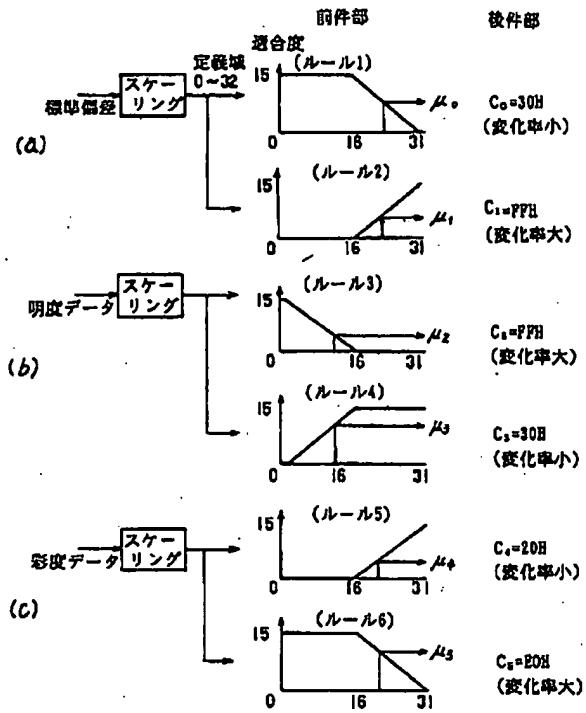 前件部
後件部
適合度
(ルール1)
定義域
0~32
スケー
リング
標準偏差
15
0
16
31
μ₀
C₀=30H
(変化率小)
(a)
(ルール2)
15
0
16
31
μ₁
C₁=FFH
(変化率大)
(ルール3)
スケー
リング
明度データ
15
0
16
31
μ₂
C₂=FFH
(変化率大)
(b)
(ルール4)
15
0
16
31
μ₃
C₃=30H
(変化率小)
(ルール5)
スケー
リング
彩度データ
15
0
16
31
μ₄
C₄=20H
(変化率小)
(c)
(ルール6)
15
0
16
31
μ₅
C₅=E0H
(変化率大)